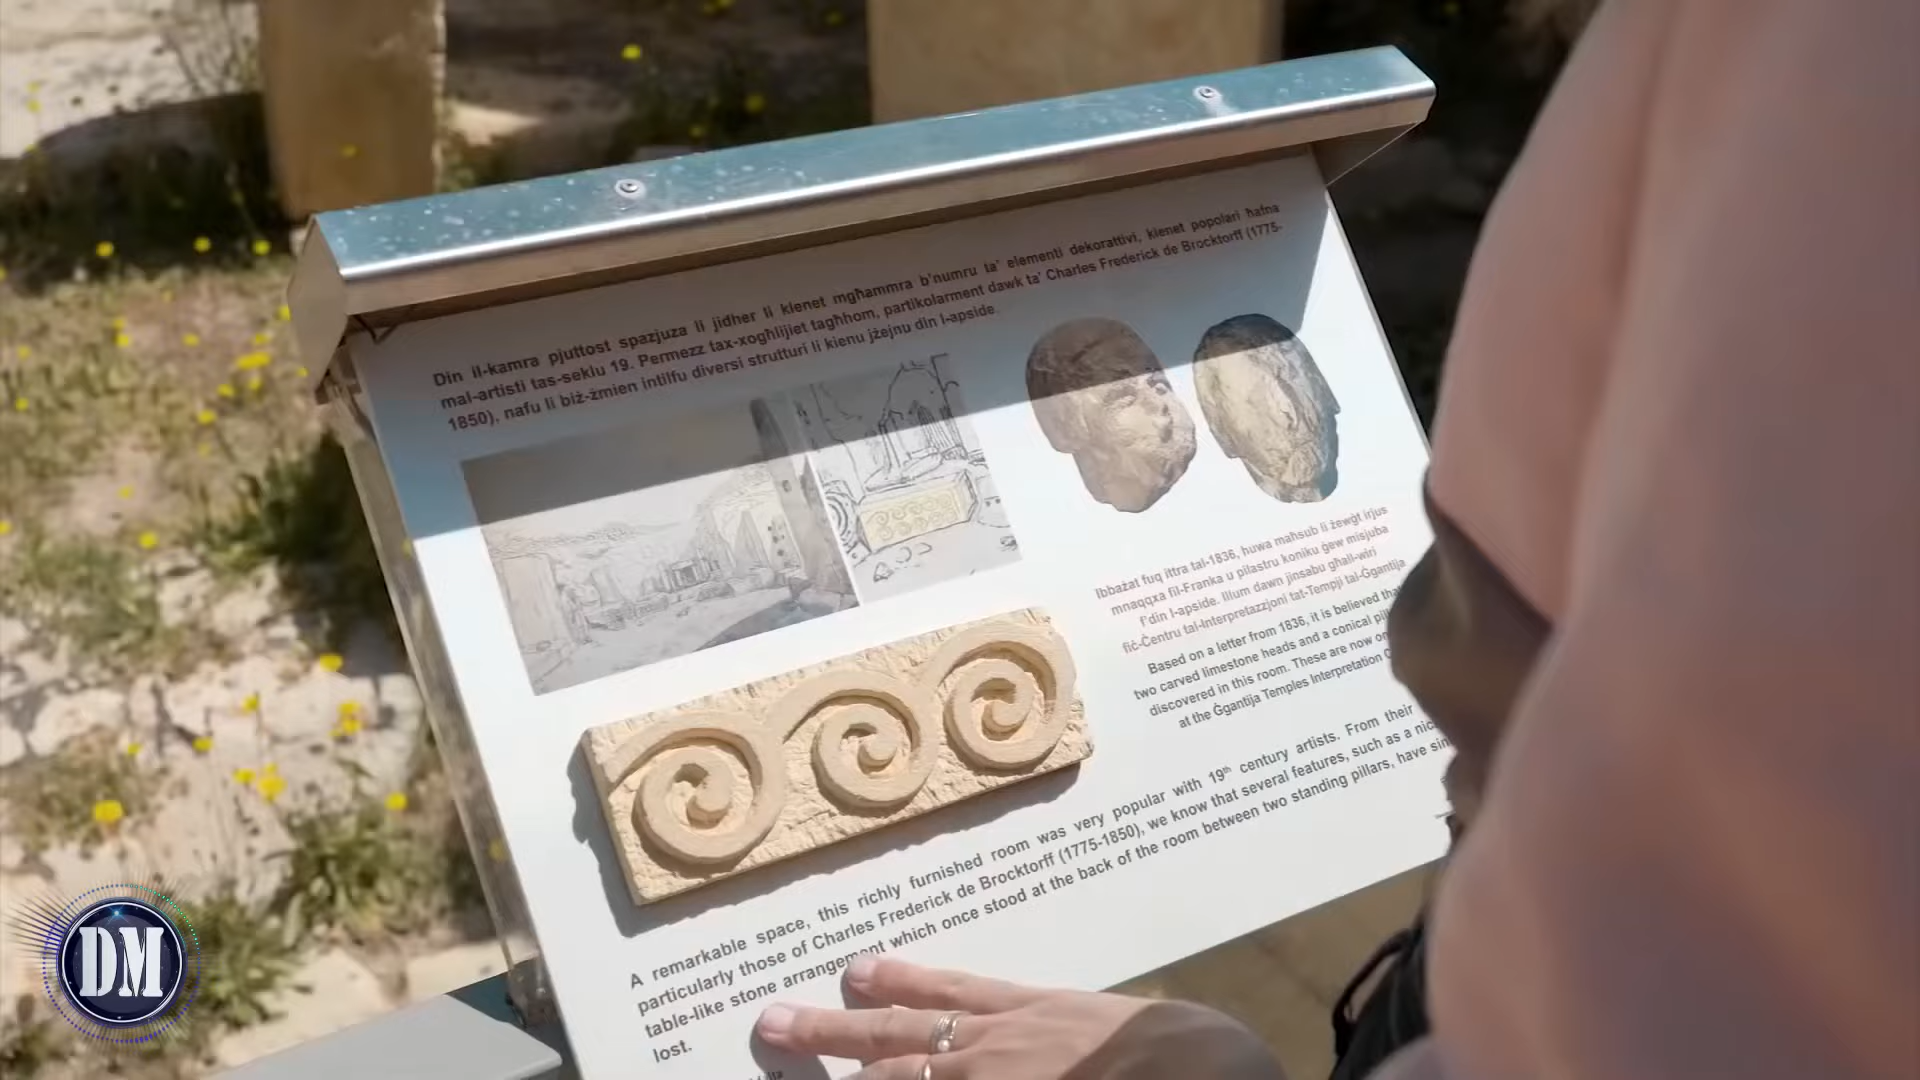 Din il-kamra pjuttost spazjuza li jidher li kienet mgħammra b'numru ta' elementi dekorattivi, kienet popolari ħafna
mal-artisti tas-seklu 19. Permezz tax-xogħlijiet tagħhom, partikolarment dawk ta' Charles Frederick de Brocktorff (1775-
1850), nafu li biż-żmien intilfu diversi strutturi li kienu jżejnu din l-apside.
Ibbażat fuq ittra tal-1836, huwa maħsub li żewġt irjus
mnaqqxa fil-Franka u pilastru koniku ġew misjuba
f'din l-apside. Illum dawn jinsabu għall-wiri
fiċ-Ċentru tal-Interpretazzjoni tat-Tempji tal-Ġgantija
Based on a letter from 1836, it is believed tha
two carved limestone heads and a conical pil
discovered in this room. These are now on
at the Ġgantija Temples Interpretation C
A remarkable space, this richly furnished room was very popular with 19th century artists. From their
particularly those of Charles Frederick de Brocktorff (1775-1850), we know that several features, such as a nic
table-like stone arrangement which once stood at the back of the room between two standing pillars, have sin
lost.
DM